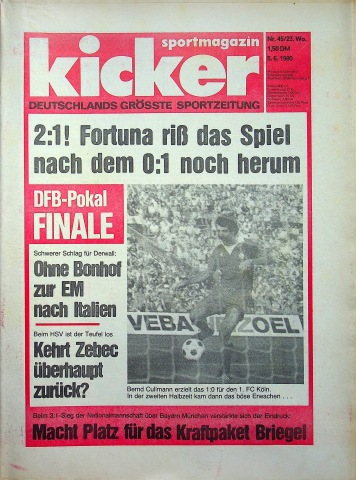 sportmagazin
kicker
DEUTSCHLANDS GRÖSSTE SPORTZEITUNG
Nr. 45/23. Wo.
1,50 DM
5. 6. 1980
2:1! Fortuna riß das Spiel
nach dem 0:1 noch herum
DFB-Pokal
FINALE
Schwerer Schlag für Derwall:
Ohne Bonhof
zur EM
nach Italien
Beim HSV ist der Teufel los
Kehrt Zebec
überhaupt
zurück?
VEBA
ZOEL
Bernd Cullmann erzielt das 1:0 für den 1. FC Köln.
In der zweiten Halbzeit kam dann das böse Erwachen . . .
Beim 3:1-Sieg der Nationalmannschaft über Bayern München verstärkte sich der Eindruck:
Macht Platz für das Kraftpaket Briegel